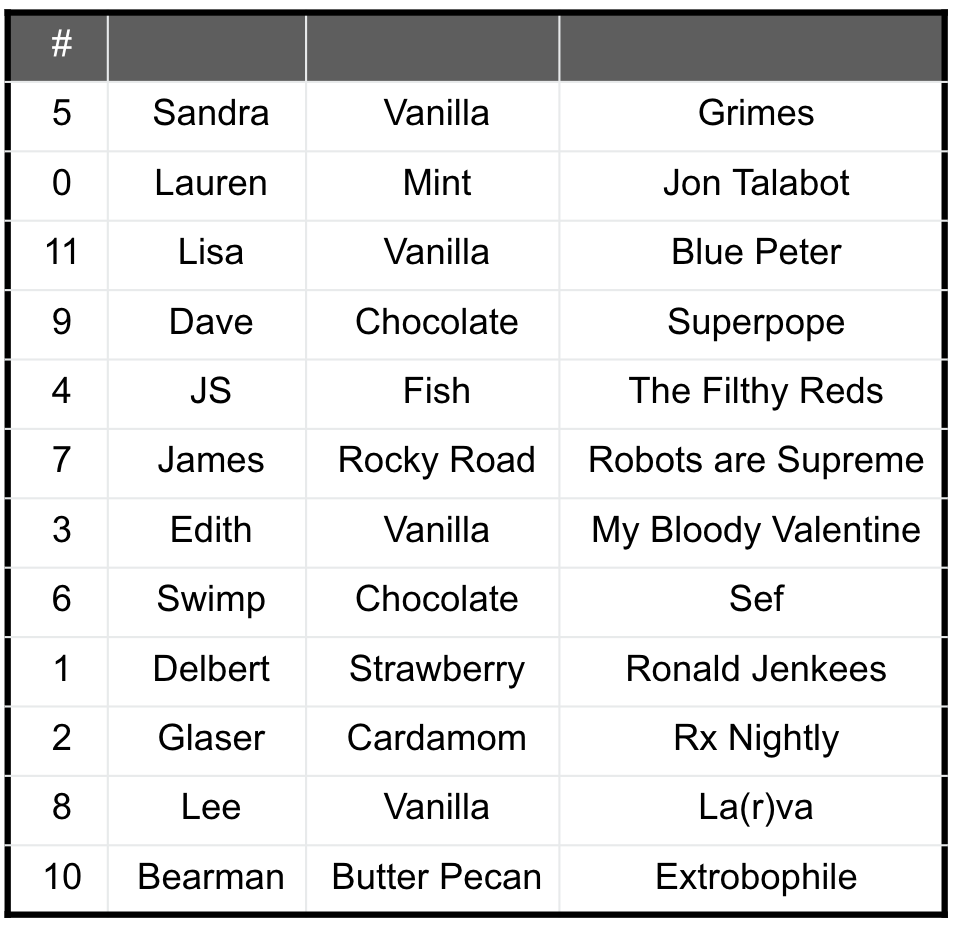 #
5 Sandra Vanilla Grimes
0 Lauren Mint Jon Talabot
11 Lisa Vanilla Blue Peter
9 Dave Chocolate Superpope
4 JS Fish The Filthy Reds
7 James Rocky Road Robots are Supreme
3 Edith Vanilla My Bloody Valentine
6 Swimp Chocolate Sef
1 Delbert Strawberry Ronald Jenkees
2 Glaser Cardamom Rx Nightly
8 Lee Vanilla La(r)va
10 Bearman Butter Pecan Extrobophile